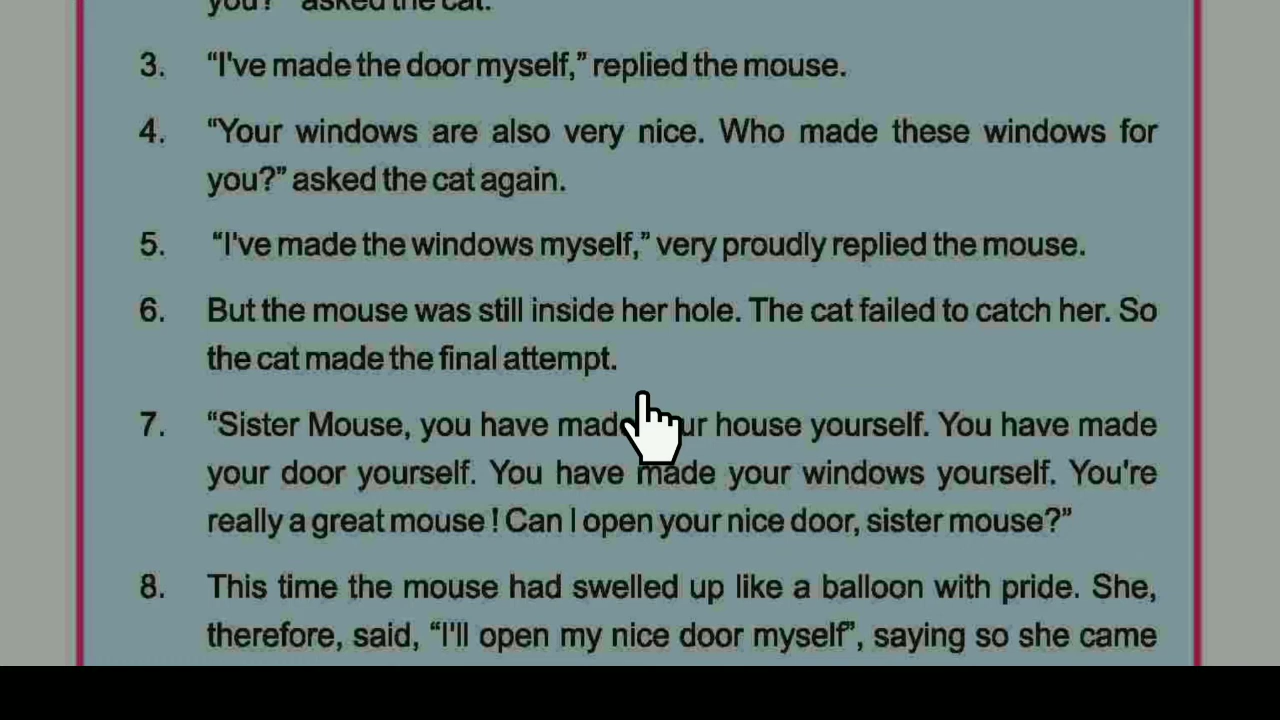 you?" asked the cat.
3. “I've made the door myself,” replied the mouse.
4. “Your windows are also very nice. Who made these windows for
you?” asked the cat again.
5. “I've made the windows myself,” very proudly replied the mouse.
6. But the mouse was still inside her hole. The cat failed to catch her. So
the cat made the final attempt.
7. “Sister Mouse, you have house yourself. You have made
your door yourself. You have made your windows yourself. You're
really a great mouse ! Can I open your nice door, sister mouse?”
8. This time the mouse had swelled up like a balloon with pride. She,
therefore, said, “I'll open my nice door myself”, saying so she came